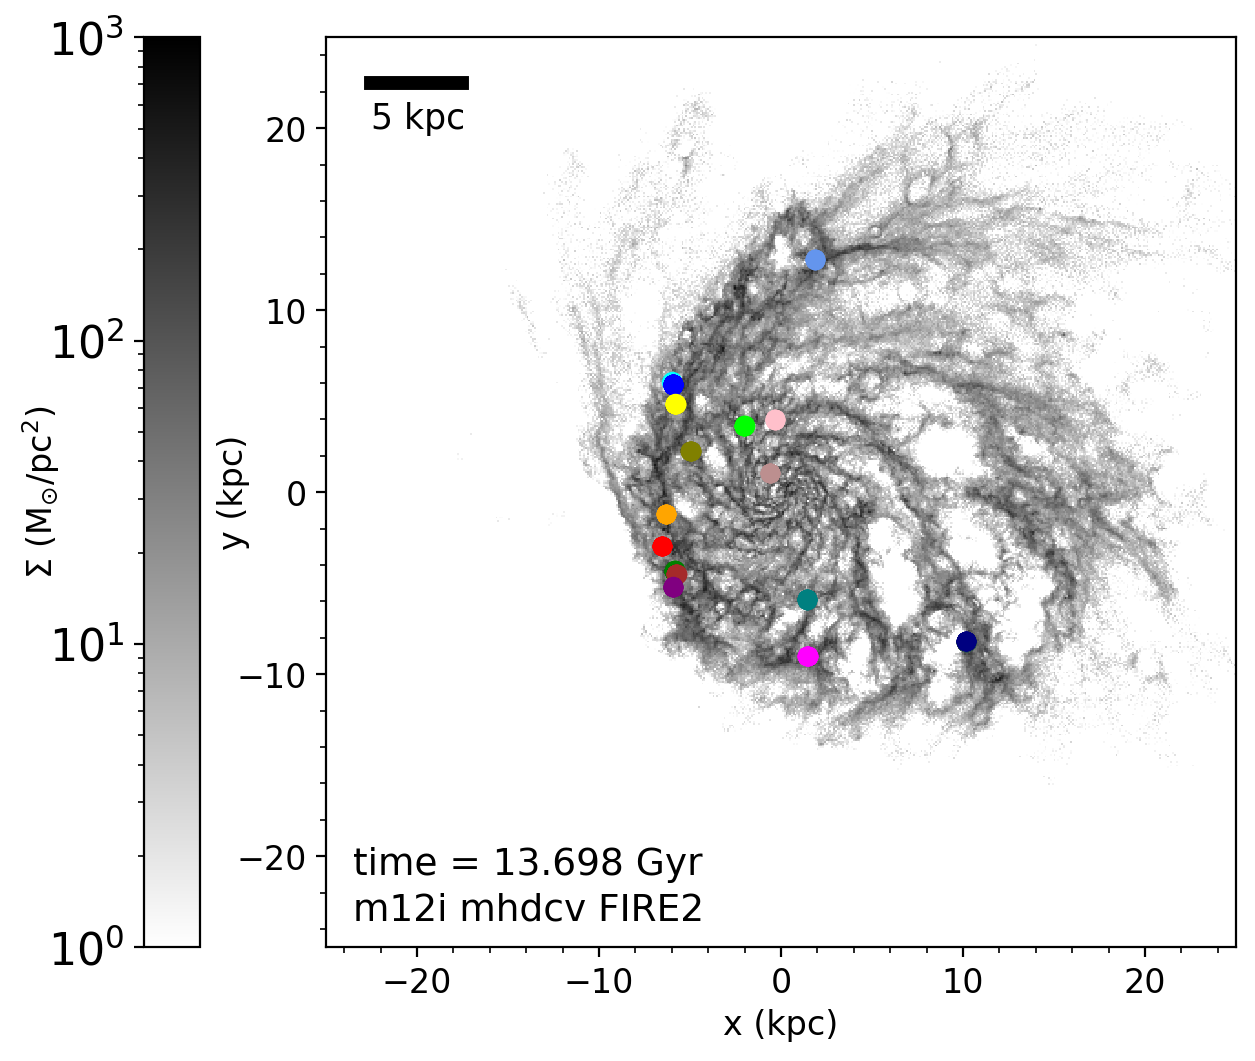 10³
10²
10¹
10⁰
Σ (M⊙/pc²)
5 kpc
20
10
0
−10
−20
y (kpc)
time = 13.698 Gyr
m12i mhdcv FIRE2
−20
−10
0
10
20
x (kpc)